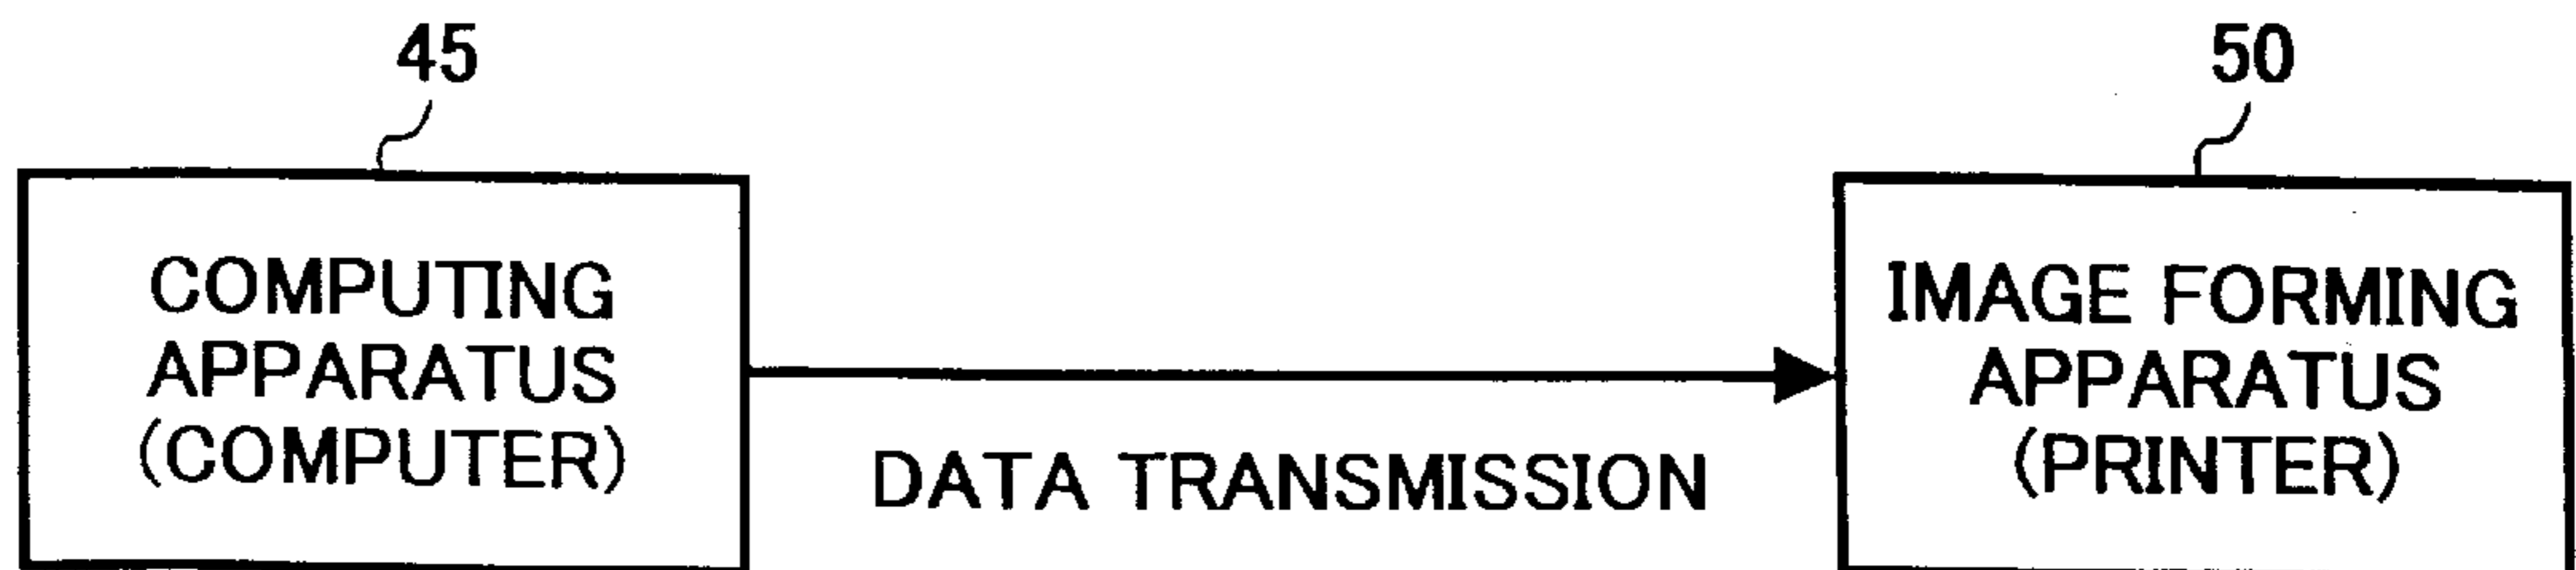 45
50
COMPUTING
APPARATUS
(COMPUTER)
DATA TRANSMISSION
IMAGE FORMING
APPARATUS
(PRINTER)